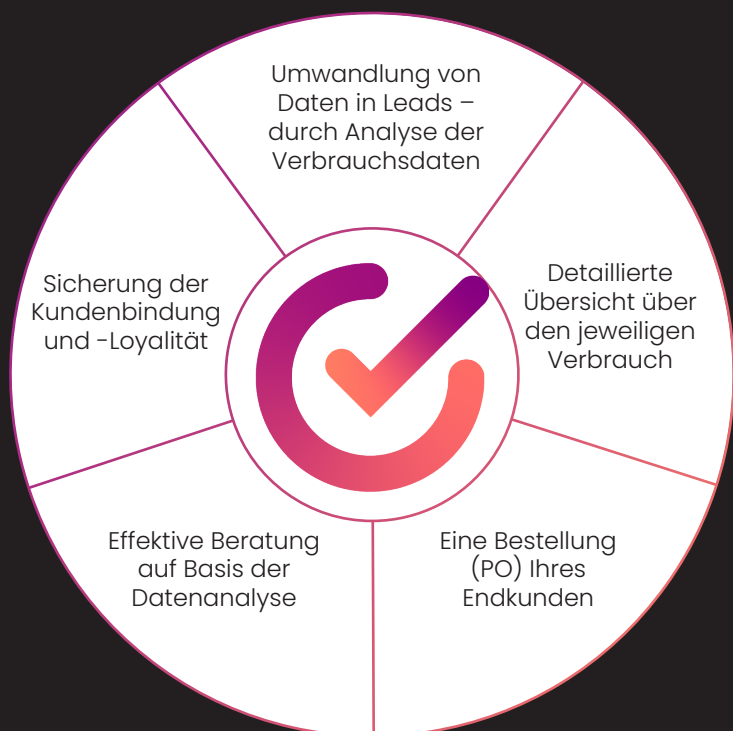 Umwandlung von
Daten in Leads –
durch Analyse der
Verbrauchsdaten
Detaillierte
Übersicht über
den jeweiligen
Verbrauch
Eine Bestellung
(PO) Ihres
Endkunden
Effektive Beratung
auf Basis der
Datenanalyse
Sicherung der
Kundenbindung
und -Loyalität